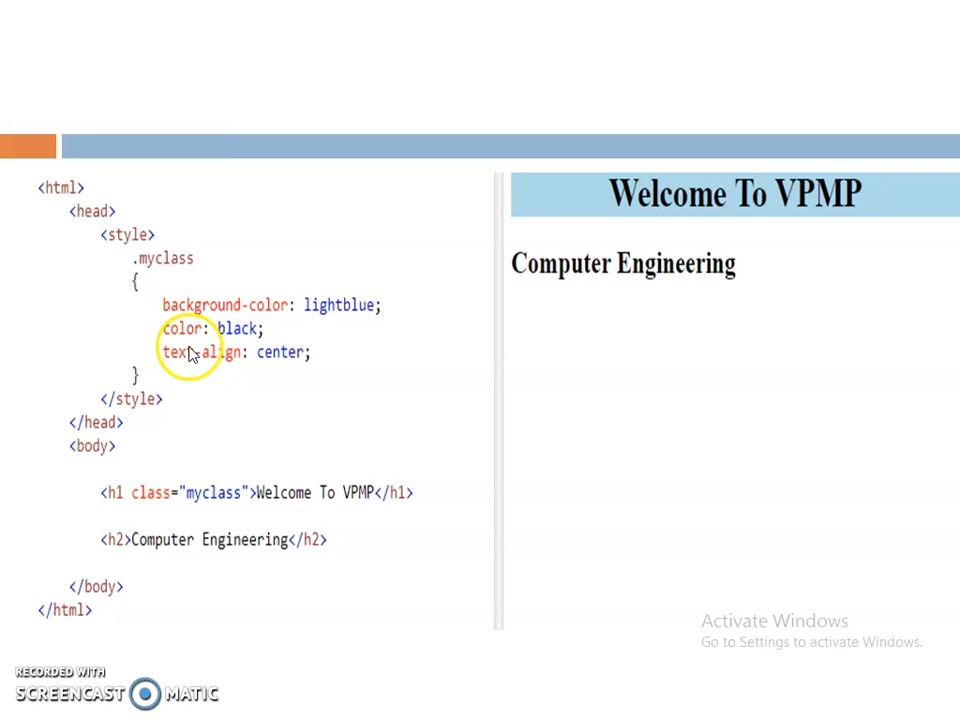 <html>
<head>
<style>
.myclass
{
background-color: lightblue;
color: black;
text-align: center;
}
</style>
</head>
<body>
<h1 class="myclass">Welcome To VPMP</h1>
<h2>Computer Engineering</h2>
</body>
</html>
Welcome To VPMP
Computer Engineering
Activate Windows
Go to Settings to activate Windows.
RECORDED WITH
SCREENCAST MATIC